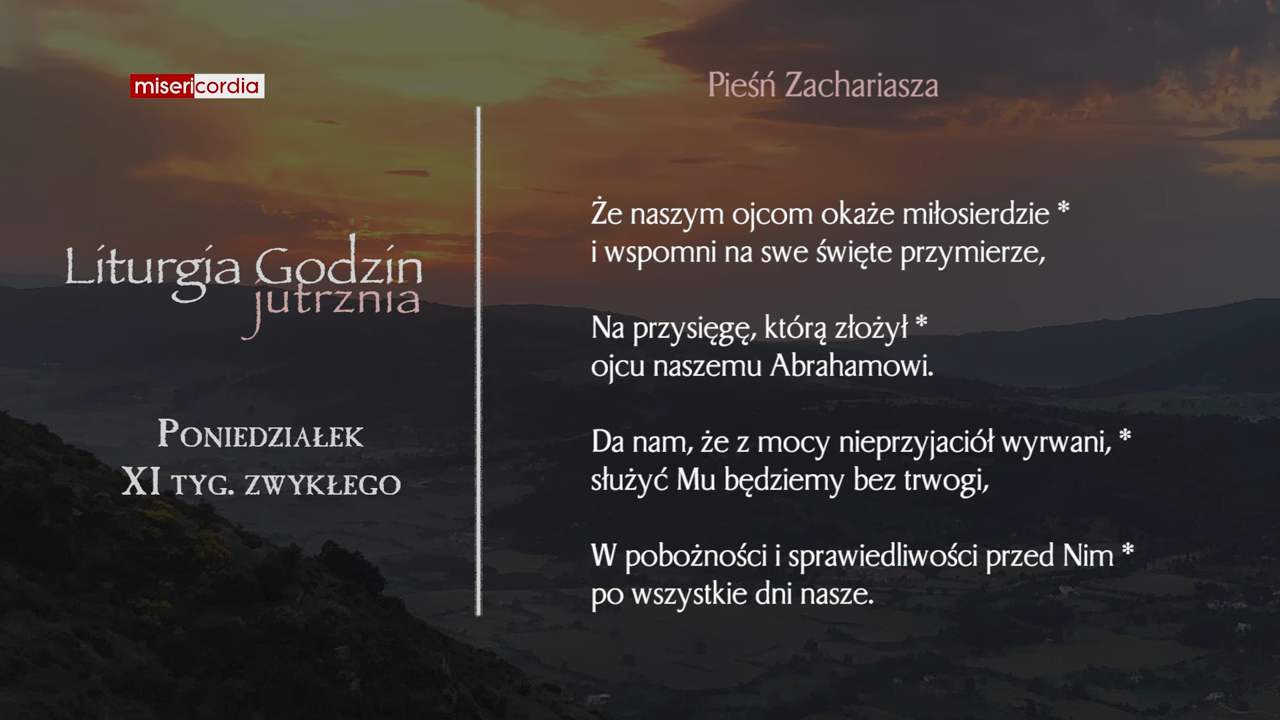 misericordia
Liturgia Godzin
jutrznia
Poniedziałek
XI tyg. zwykłego
Pieśń Zachariasza
Że naszym ojcom okaże miłosierdzie *
i wspomni na swe święte przymierze,
Na przysięgę, którą złożył *
ojcu naszemu Abrahamowi.
Da nam, że z mocy nieprzyjaciół wyrwani, *
służyć Mu będziemy bez trwogi,
W pobożności i sprawiedliwości przed Nim *
po wszystkie dni nasze.